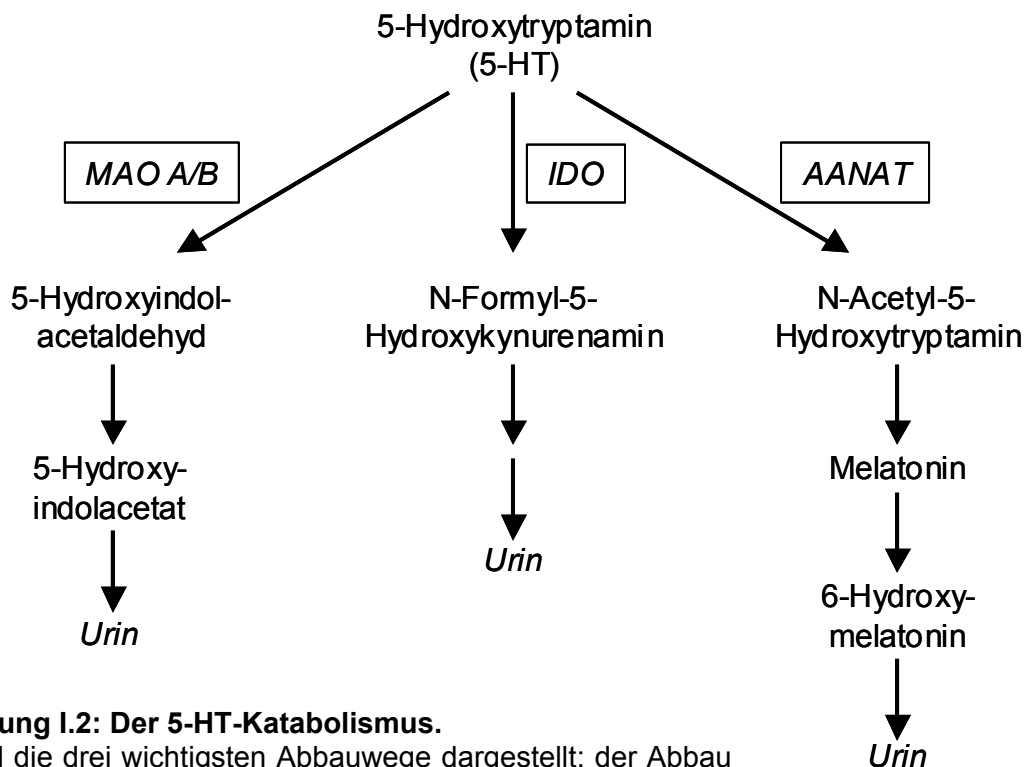 5-Hydroxytryptamin
(5-HT)
MAO A/B
IDO
AANAT
5-Hydroxyindol-
acetaldehyd
N-Formyl-5-
Hydroxykynurenamin
N-Acetyl-5-
Hydroxytryptamin
5-Hydroxy-
indolacetat
Melatonin
Urin
6-Hydroxy-
melatonin
Urin
ung I.2: Der 5-HT-Katabolismus.
die drei wichtigsten Abbauwege dargestellt: der Abbau
Urin